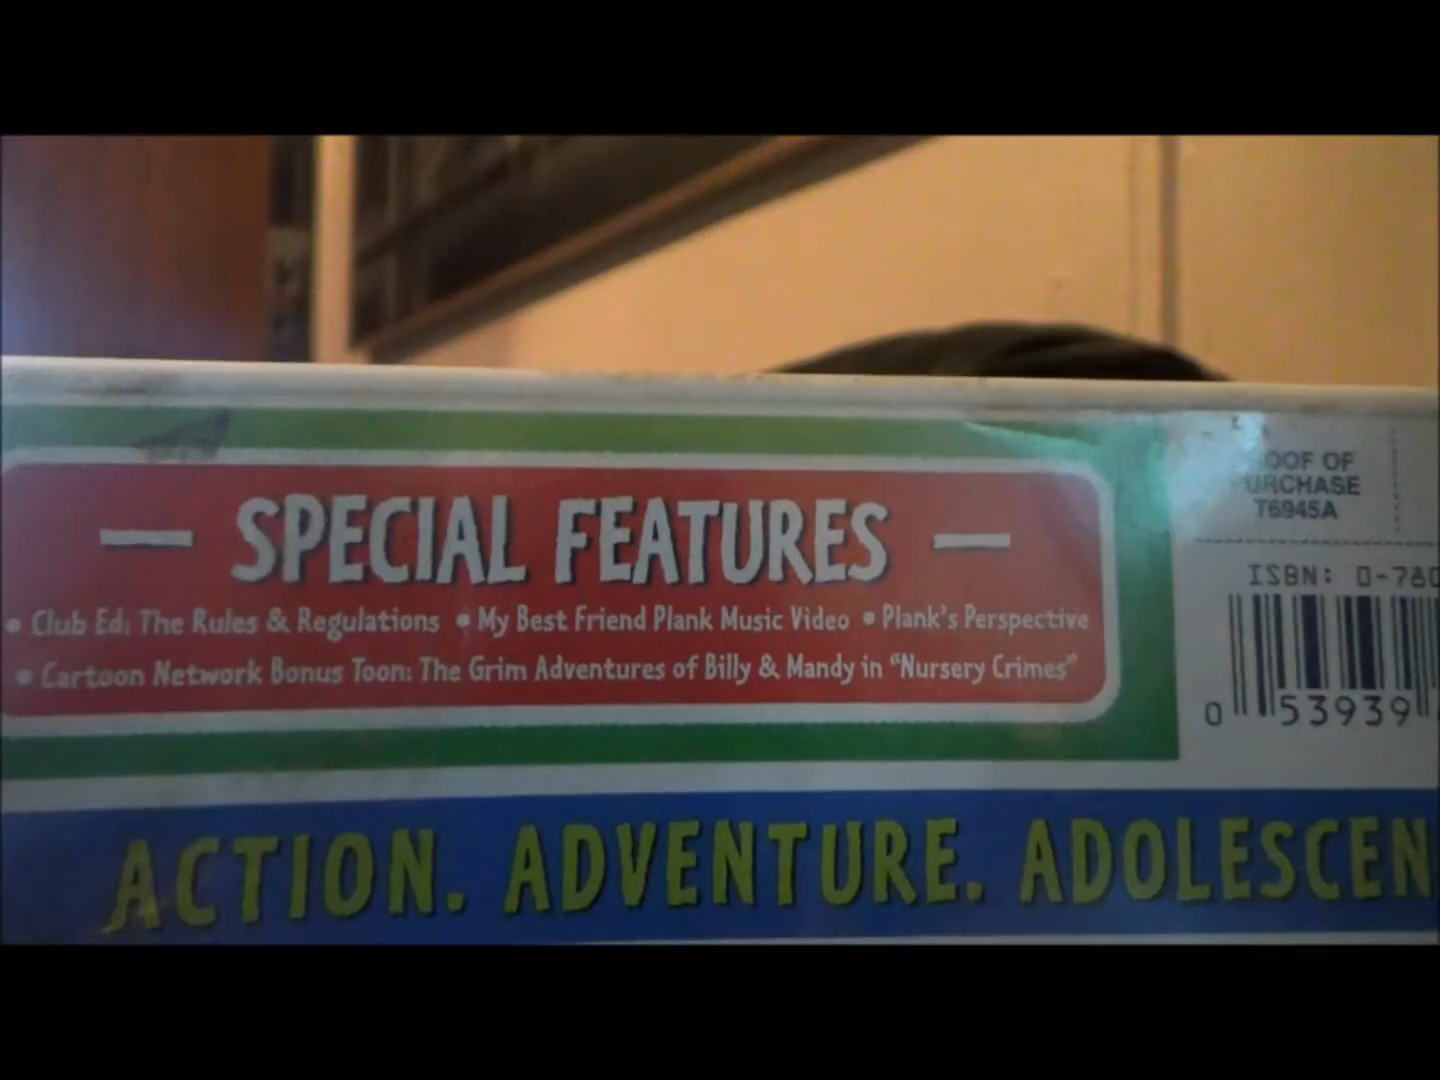 SPECIAL FEATURES
• Club Ed: The Rules & Regulations • My Best Friend Plank Music Video • Plank's Perspective
• Cartoon Network Bonus Toon: The Grim Adventures of Billy & Mandy in "Nursery Crimes"
OOF OF
URCHASE
T6945A
ISBN: 0-780
0 53939
ACTION. ADVENTURE. ADOLESCEN